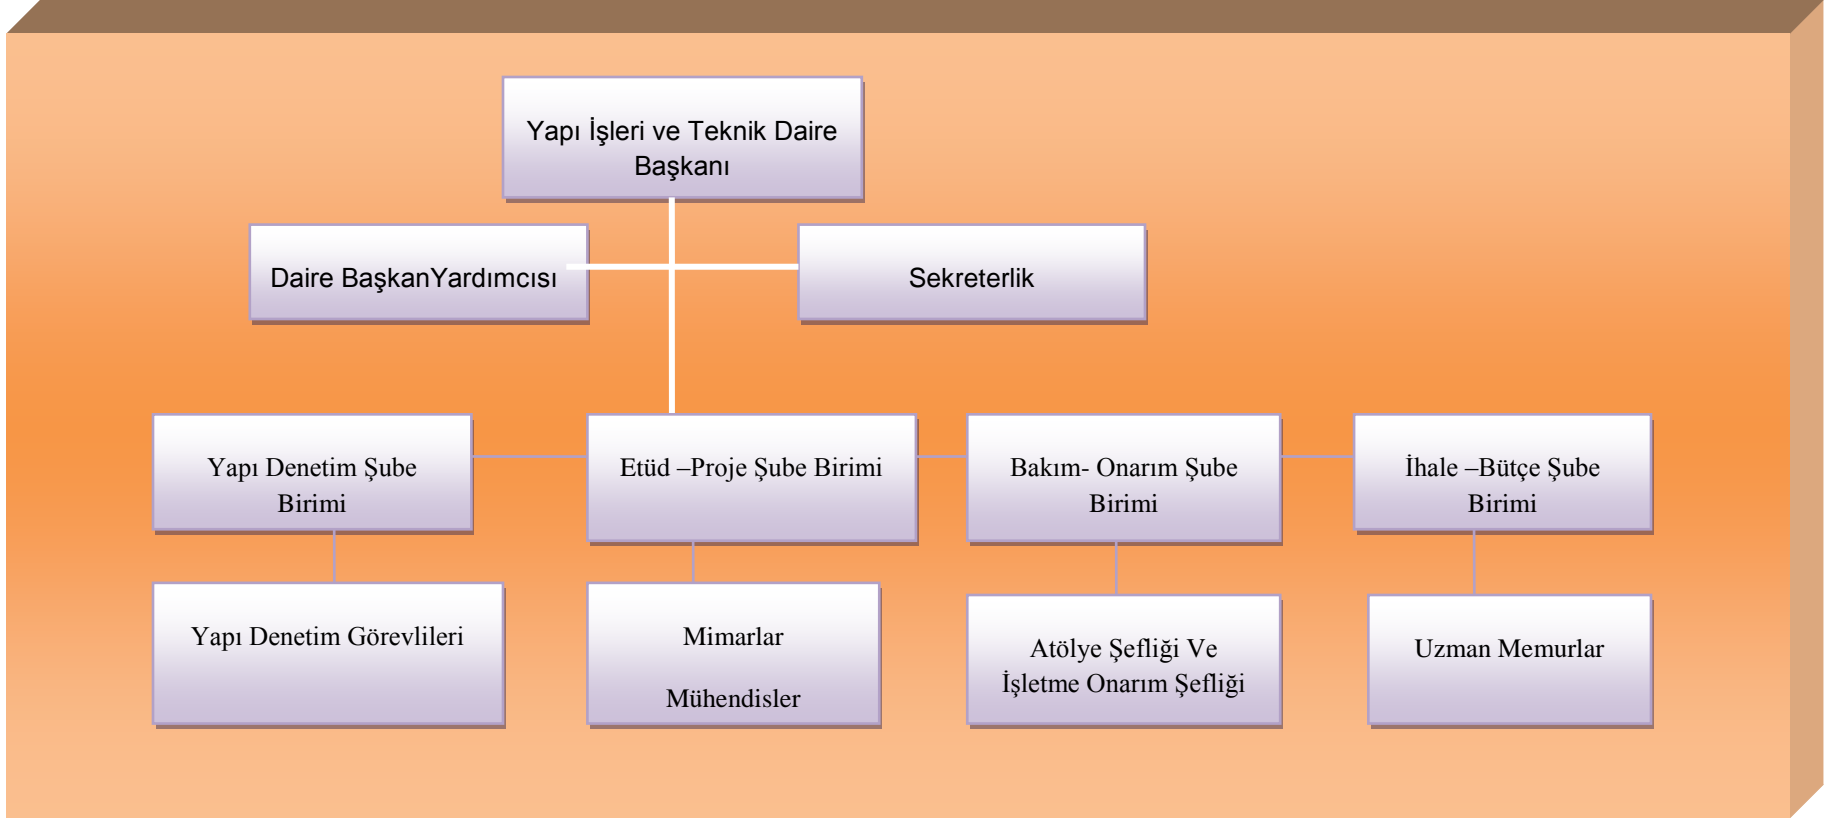 Yapı İşleri ve Teknik Daire
Başkanı
Daire BaşkanYardımcısı
Sekreterlik
Yapı Denetim Şube
Birimi
Etüd –Proje Şube Birimi
Bakım- Onarım Şube
Birimi
İhale –Bütçe Şube
Birimi
Yapı Denetim Görevlileri
Mimarlar
Mühendisler
Atölye Şefliği Ve
İşletme Onarım Şefliği
Uzman Memurlar